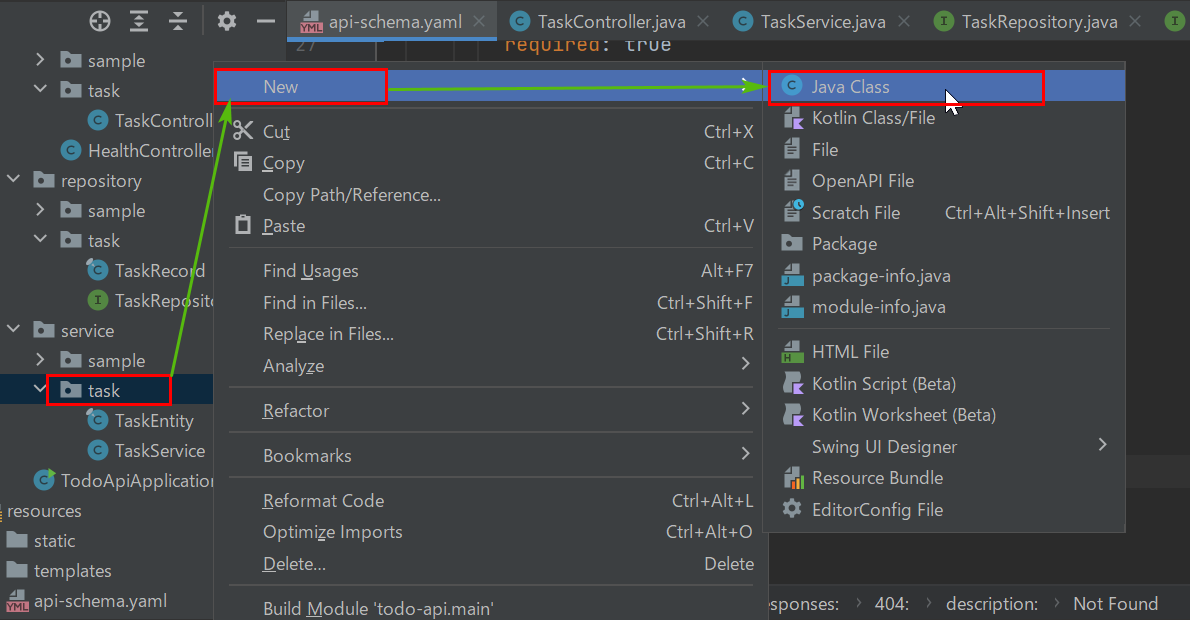 api-schema.yaml
TaskController.java
TaskService.java
TaskRepository.java
27
required: true
sample
task
TaskControll
HealthController
repository
sample
task
TaskRecord
TaskReposito
service
sample
task
TaskEntity
TaskService
TodoApiApplication
resources
static
templates
YML api-schema.yaml
New
Cut Ctrl+X
Copy Ctrl+C
Copy Path/Reference...
Paste Ctrl+V
Find Usages Alt+F7
Find in Files... Ctrl+Shift+F
Replace in Files... Ctrl+Shift+R
Analyze
Refactor
Bookmarks
Reformat Code Ctrl+Alt+L
Optimize Imports Ctrl+Alt+O
Delete... Delete
Build Module 'todo-api.main'
Java Class
Kotlin Class/File
File
OpenAPI File
Scratch File Ctrl+Alt+Shift+Insert
Package
package-info.java
module-info.java
HTML File
Kotlin Script (Beta)
Kotlin Worksheet (Beta)
Swing UI Designer
Resource Bundle
EditorConfig File
esponses: › 404: › description: › Not Found